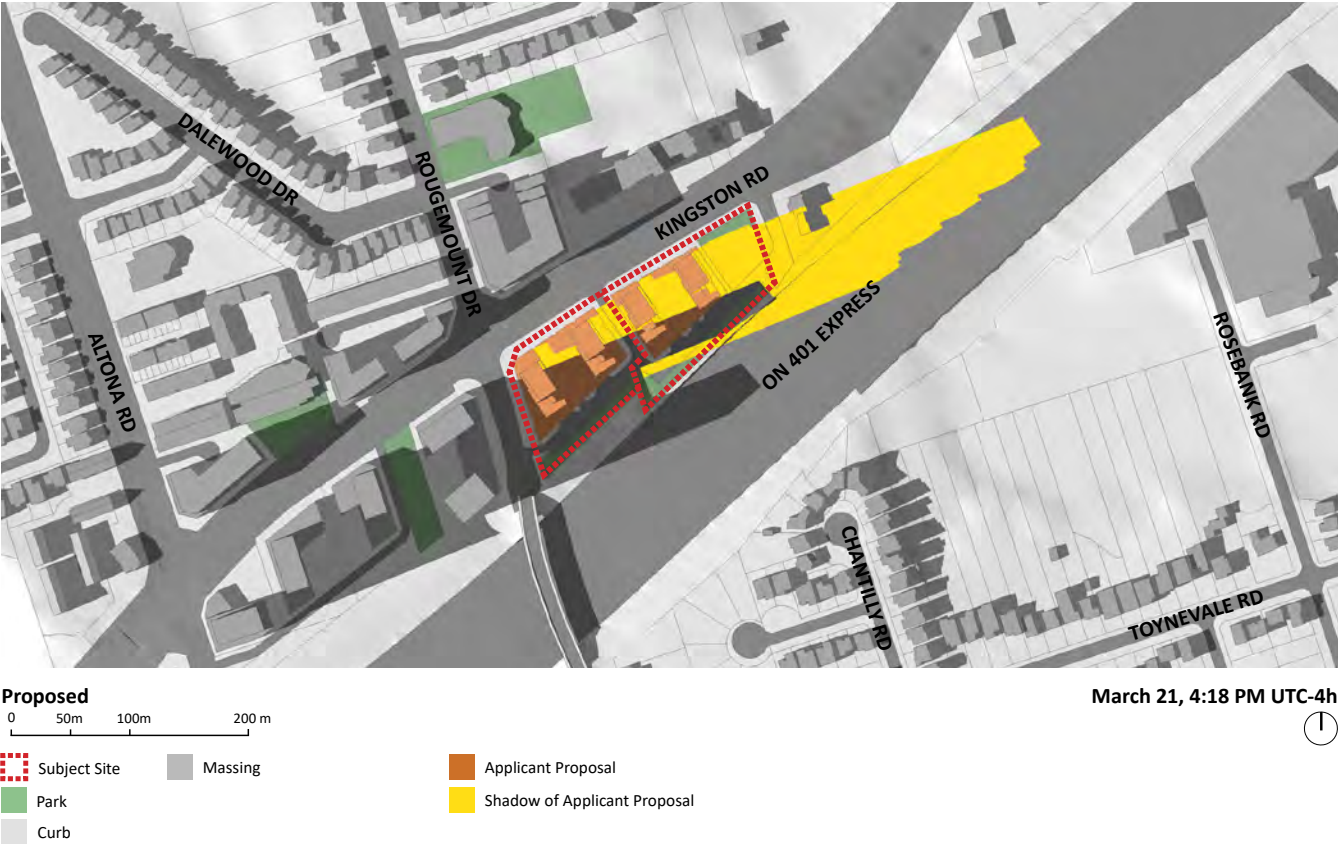 DALEWOOD DR
ROUGEMOUNT DR
KINGSTON RD
ON 401 EXPRESS
ALTONA RD
ROSEBANK RD
CHANTILLY RD
TOYNEVALE RD
Proposed
March 21, 4:18 PM UTC-4h
0 50m 100m 200 m
Subject Site
Massing
Applicant Proposal
Park
Shadow of Applicant Proposal
Curb